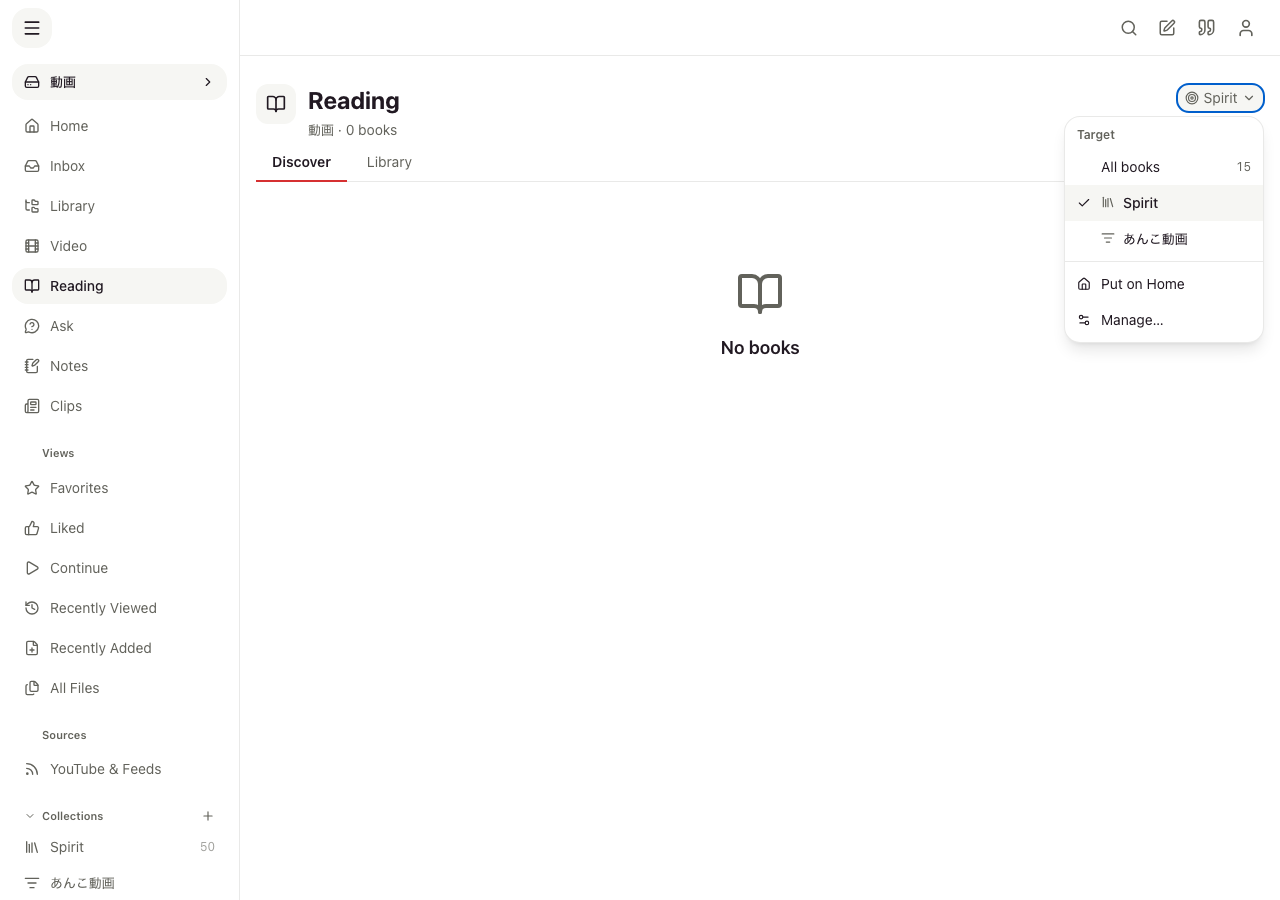 動画
Home
Inbox
Library
Video
Reading
Ask
Notes
Clips
Views
Favorites
Liked
Continue
Recently Viewed
Recently Added
All Files
Sources
YouTube & Feeds
Collections
Spirit 50
あんこ動画
Reading
動画 · 0 books
Discover Library
No books
Spirit
Target
All books 15
Spirit
あんこ動画
Put on Home
Manage...